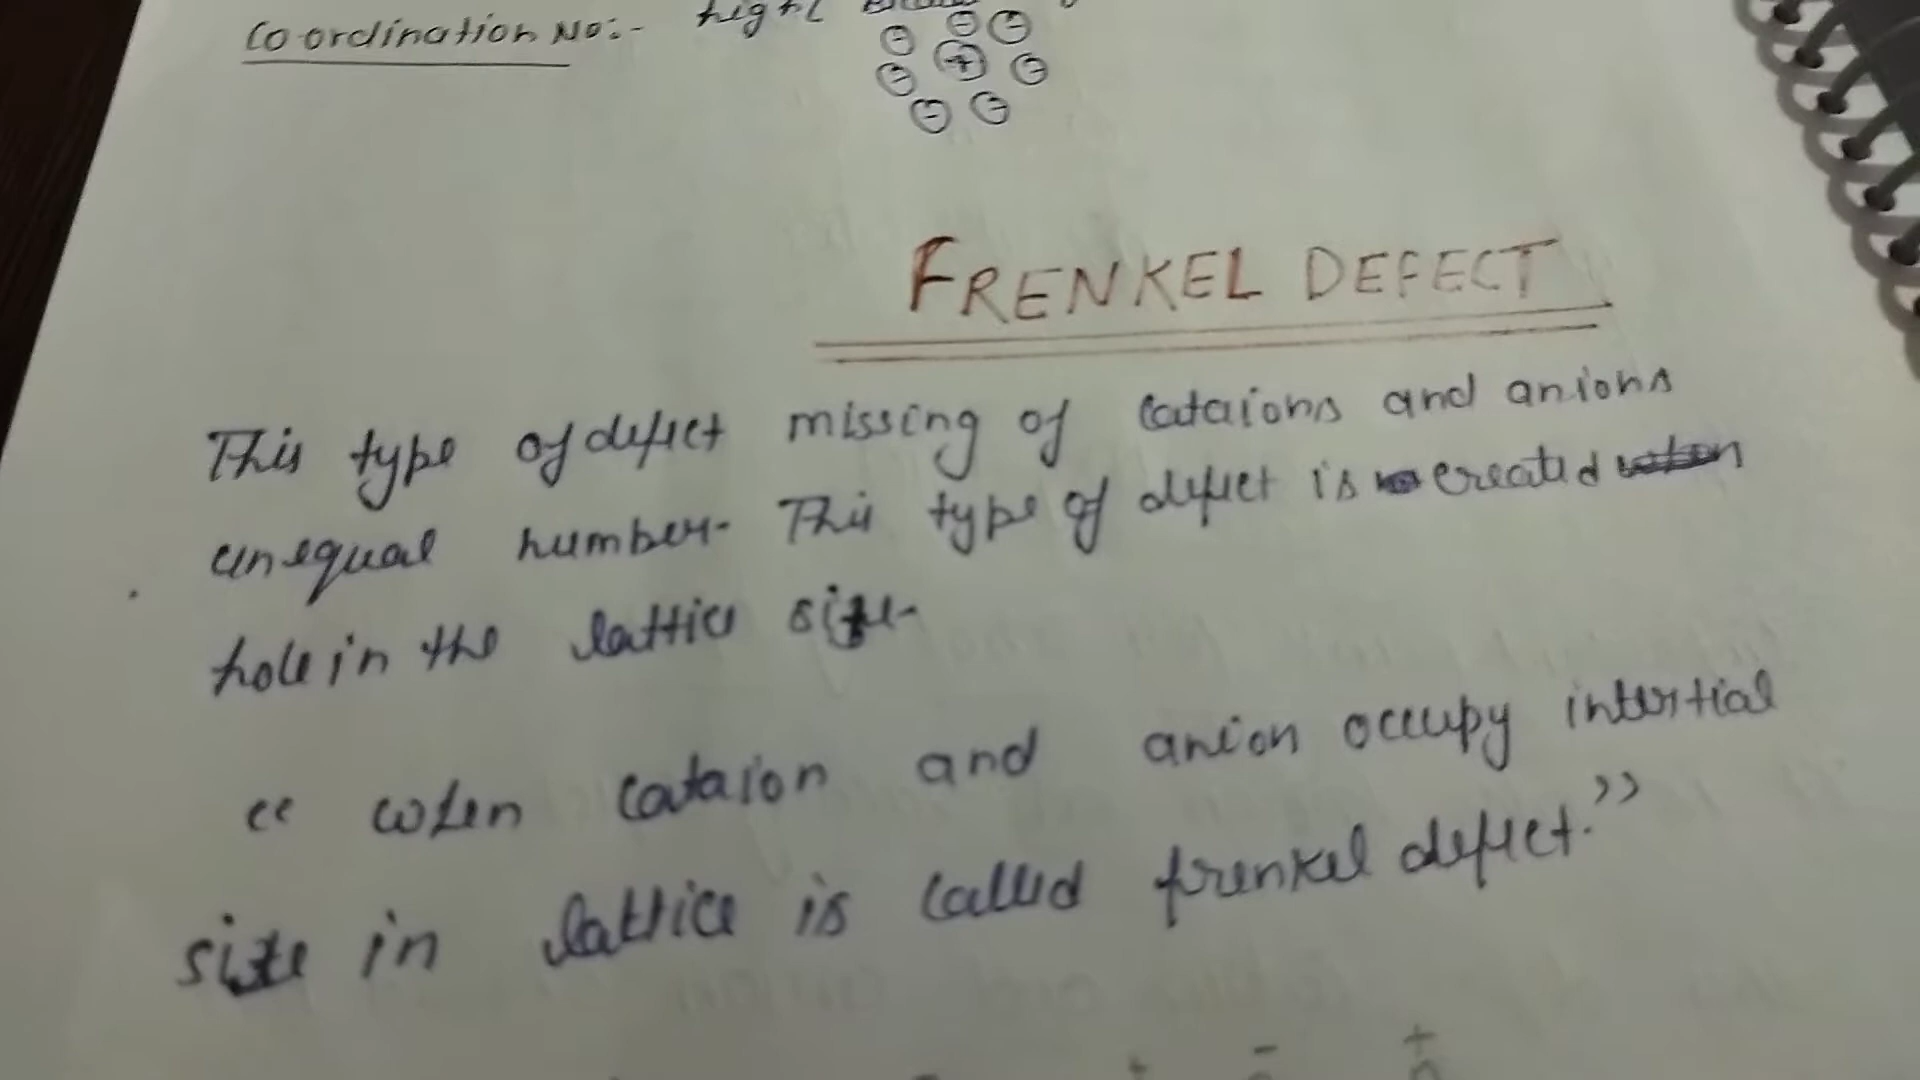 Coordination No:- high
FRENKEL DEFECT
This type of defect missing of cataions and anions
unequal number. This type of defect is created
hole in the lattice site.
“ when cataion and anion occupy intertial
site in lattice is called frenkel defect.”